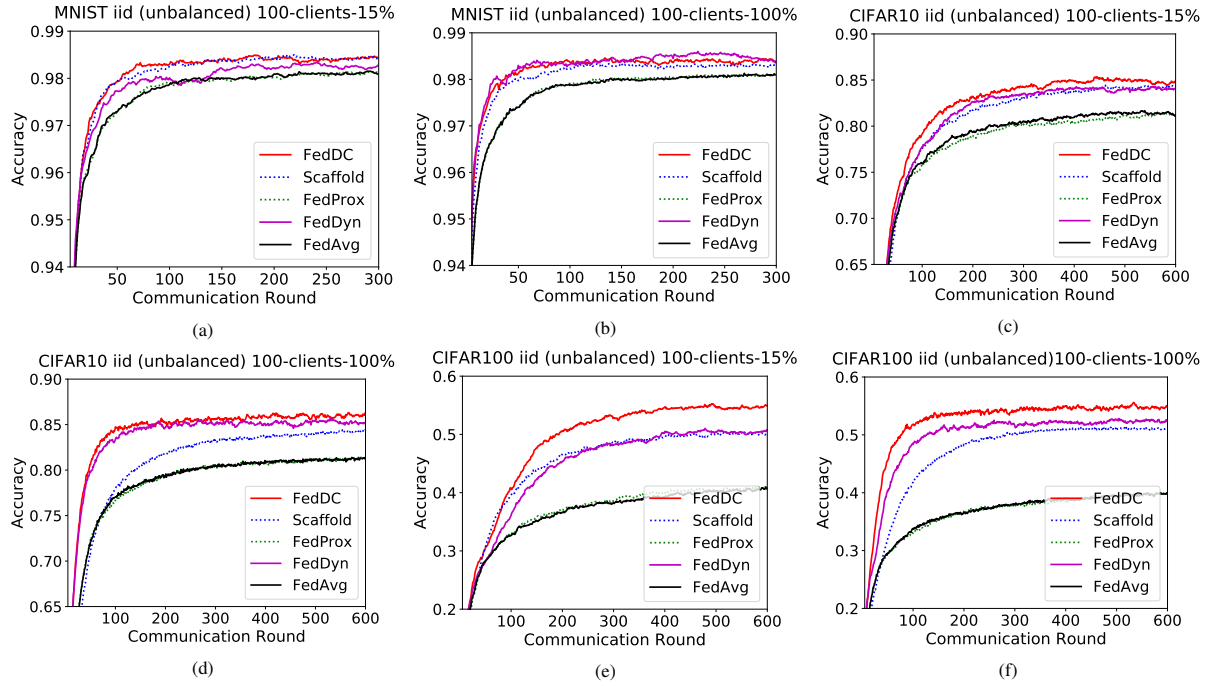 MNIST iid (unbalanced) 100-clients-15%
0.99
0.98
0.97
0.96
0.95
0.94
Accuracy
50
100
150
200
250
300
Communication Round
FedDC
Scaffold
FedProx
FedDyn
FedAvg
(a)
MNIST iid (unbalanced) 100-clients-100%
0.99
0.98
0.97
0.96
0.95
0.94
Accuracy
50
100
150
200
250
300
Communication Round
FedDC
Scaffold
FedProx
FedDyn
FedAvg
(b)
CIFAR10 iid (unbalanced) 100-clients-15%
0.90
0.85
0.80
0.75
0.70
0.65
Accuracy
100
200
300
400
500
600
Communication Round
FedDC
Scaffold
FedProx
FedDyn
FedAvg
(c)
CIFAR10 iid (unbalanced) 100-clients-100%
0.90
0.85
0.80
0.75
0.70
0.65
Accuracy
100
200
300
400
500
600
Communication Round
FedDC
Scaffold
FedProx
FedDyn
FedAvg
(d)
CIFAR100 iid (unbalanced) 100-clients-15%
0.6
0.5
0.4
0.3
0.2
Accuracy
100
200
300
400
500
600
Communication Round
FedDC
Scaffold
FedProx
FedDyn
FedAvg
(e)
CIFAR100 iid (unbalanced)100-clients-100%
0.6
0.5
0.4
0.3
0.2
Accuracy
100
200
300
400
500
600
Communication Round
FedDC
Scaffold
FedProx
FedDyn
FedAvg
(f)